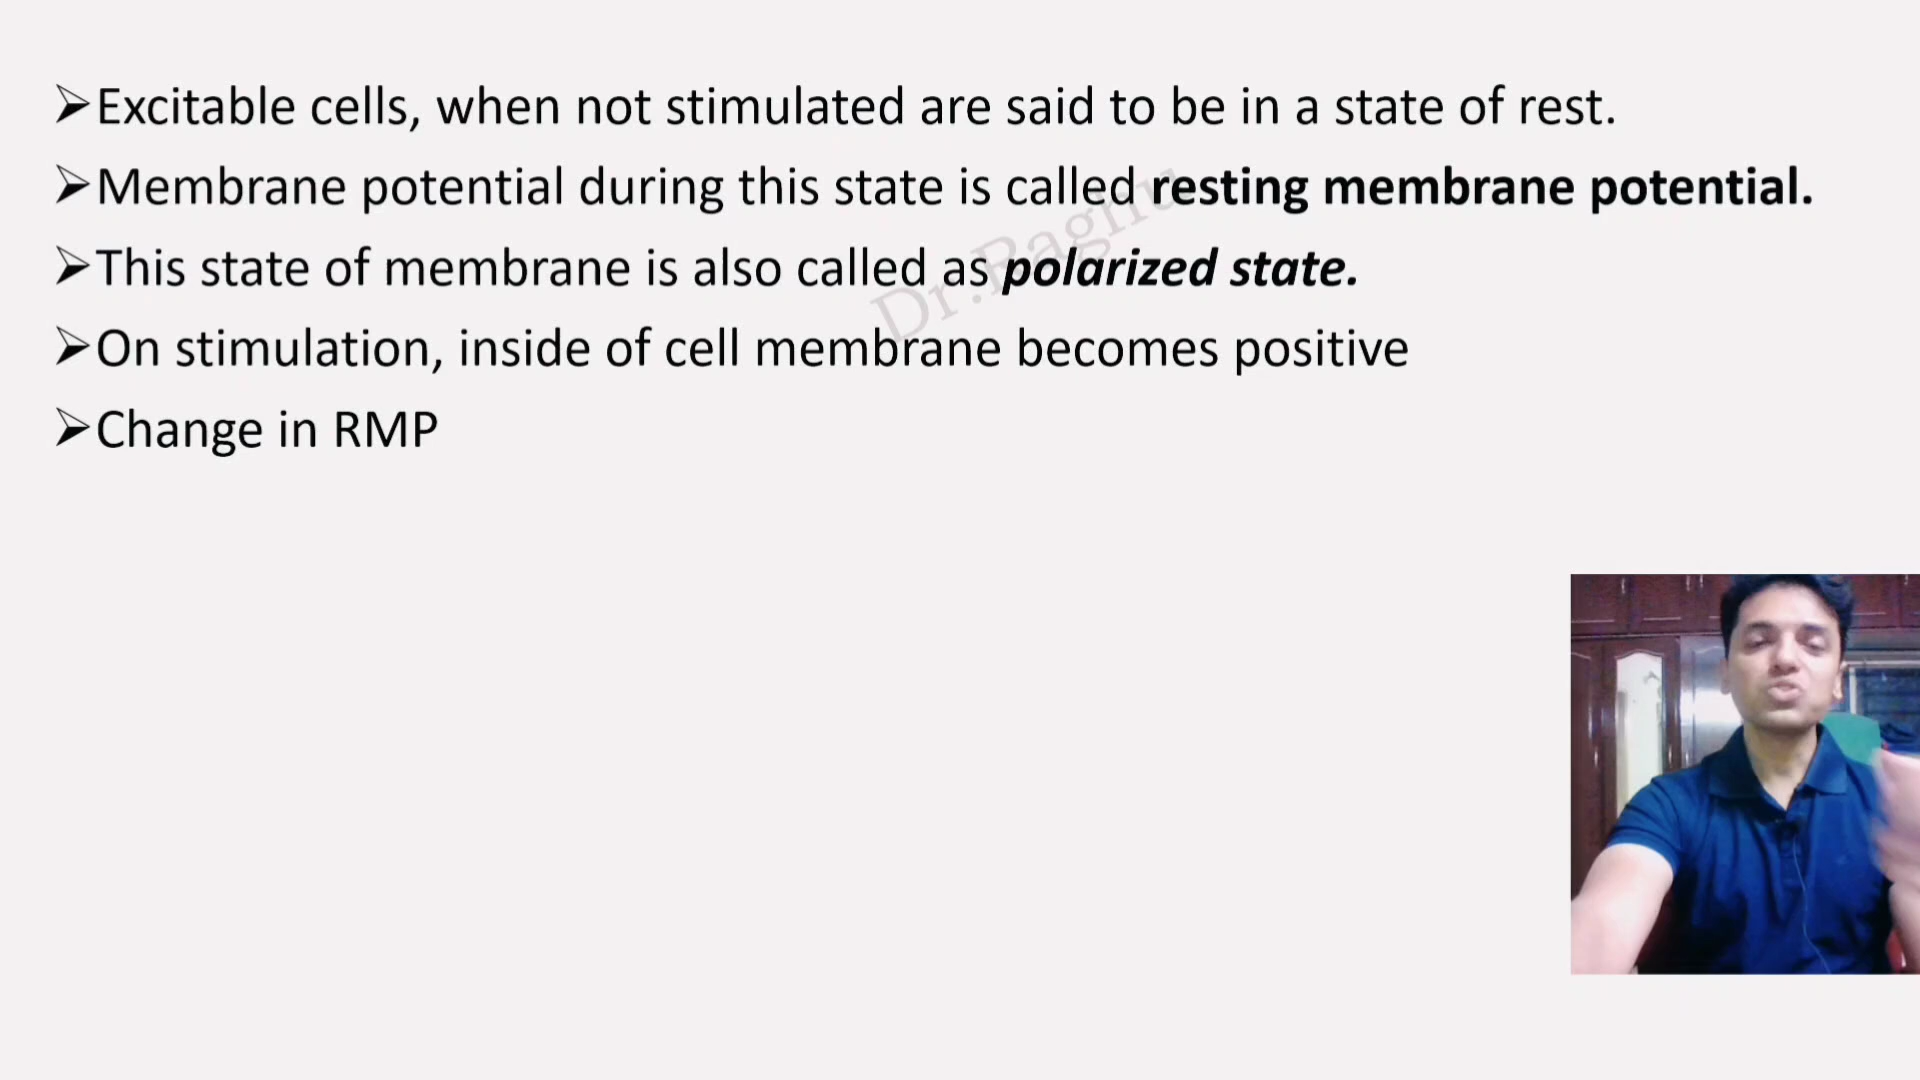 ➢Excitable cells, when not stimulated are said to be in a state of rest.
➢Membrane potential during this state is called resting membrane potential.
➢This state of membrane is also called as polarized state.
➢On stimulation, inside of cell membrane becomes positive
➢Change in RMP
Dr.Raghu